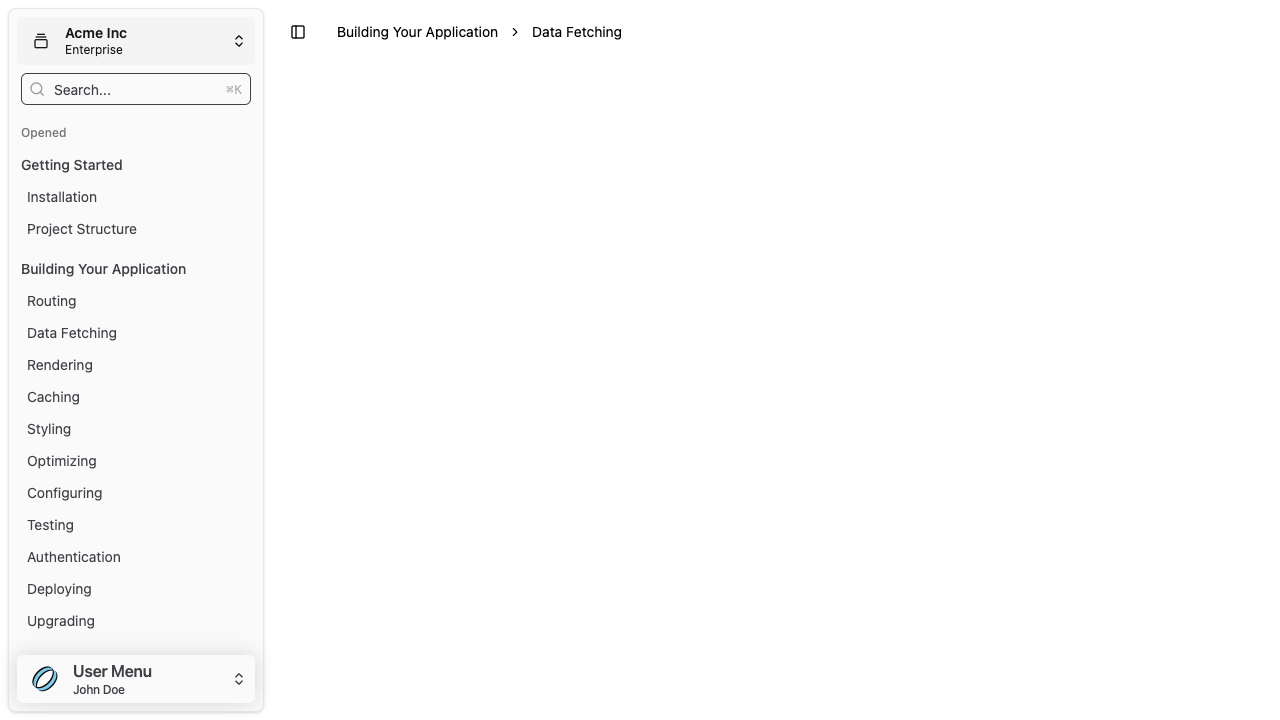 Acme Inc
Enterprise
Search... ⌘K
Opened
Getting Started
Installation
Project Structure
Building Your Application
Routing
Data Fetching
Rendering
Caching
Styling
Optimizing
Configuring
Testing
Authentication
Deploying
Upgrading
User Menu
John Doe
Building Your Application > Data Fetching